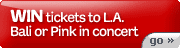 WIN tickets to L.A.
Bali or Pink in concert
go »